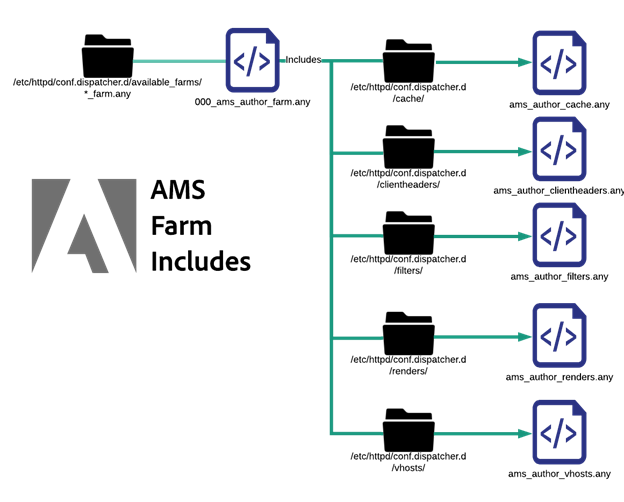 /etc/httpd/conf.dispatcher.d/available_farms/
*_farm.any
</>
000_ams_author_farm.any
Includes
/etc/httpd/conf.dispatcher.d
/cache/
</>
ams_author_cache.any
/etc/httpd/conf.dispatcher.d
/clientheaders/
</>
ams_author_clientheaders.any
AMS
Farm
Includes
/etc/httpd/conf.dispatcher.d
/filters/
</>
ams_author_filters.any
/etc/httpd/conf.dispatcher.d
/renders/
</>
ams_author_renders.any
/etc/httpd/conf.dispatcher.d
/vhosts/
</>
ams_author_vhosts.any